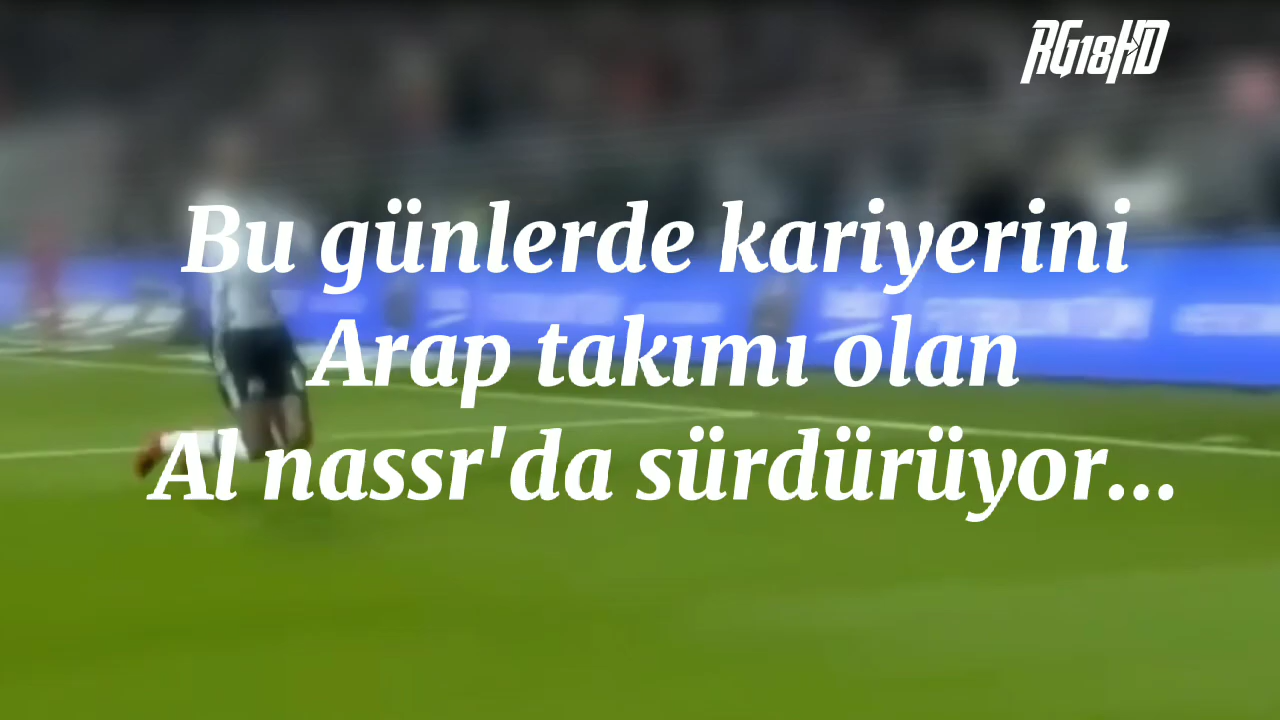 RG18HD
Bu günlerde kariyerini
Arap takımı olan
Al nassr'da sürdürüyor...